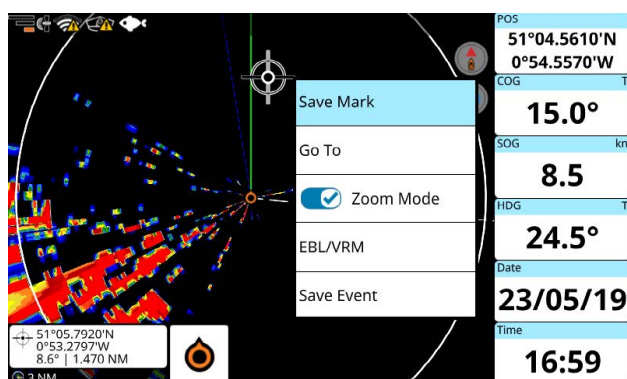 Save Mark
Go To
Zoom Mode
EBL/VRM
Save Event
51°05.7920'N
0°53.2797'W
8.6° | 1.470 NM
3 NM
POS
51°04.5610'N
0°54.5570'W
COG T
15.0°
SOG kn
8.5
HDG T
24.5°
Date
23/05/19
Time
16:59